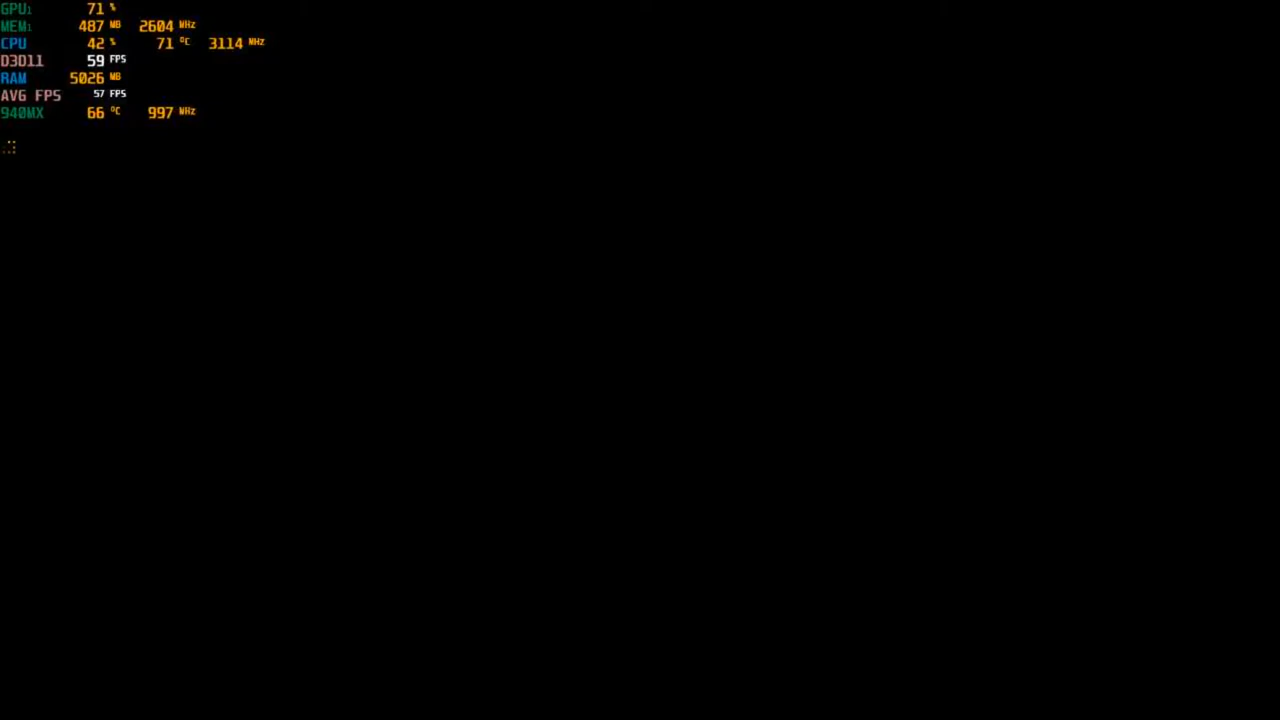 GPU1 71 %
MEM1 487 MB 2604 MHz
CPU 42 % 71 °C 3114 MHz
D3D11 59 FPS
RAM 5026 MB
AVG FPS 57 FPS
940MX 66 °C 997 MHz